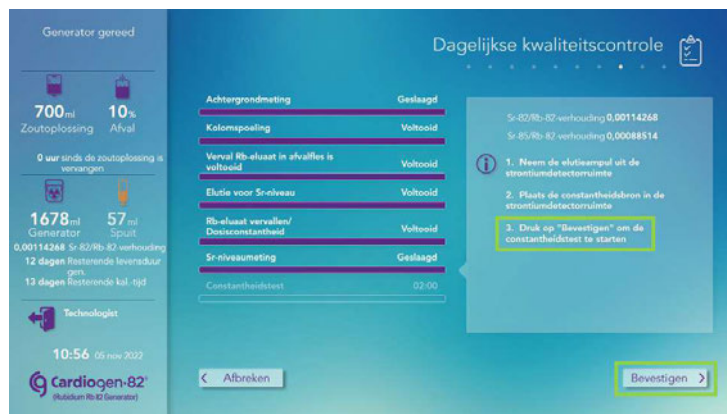 Generator gereed
700ml
10%
Zoutoplossing
Afval
0 uur sinds de zoutoplossing is
vervangen
1678ml
57ml
Generator
Spuit
0,00114268 Sr-82/Rb-82-verhouding
12 dagen Resterende levensduur
gen.
13 dagen Resterende kal.-tijd
Technologist
10:56 05 nov 2022
Cardiogen-82®
(Rubidium Rb 82 Generator)
Dagelijkse kwaliteitscontrole
Achtergrondmeting Geslaagd
Kolomspoeling Voltooid
Verval Rb-eluaat in afvalfles is
voltooid Voltooid
Elutie voor Sr-niveau Voltooid
Rb-eluaat vervallen/
Dosisconstantheid Voltooid
Sr-niveaumeting Geslaagd
Constantheidstest 02:00
Sr-82/Rb-82-verhouding 0,00114268
Sr-85/Rb-82-verhouding 0,00088514
1. Neem de elutieampul uit de
strontiumdetectorruimte
2. Plaats de constantheidsbron in de
strontiumdetectorruimte
3. Druk op "Bevestigen" om de
constantheidstest te starten
Afbreken
Bevestigen